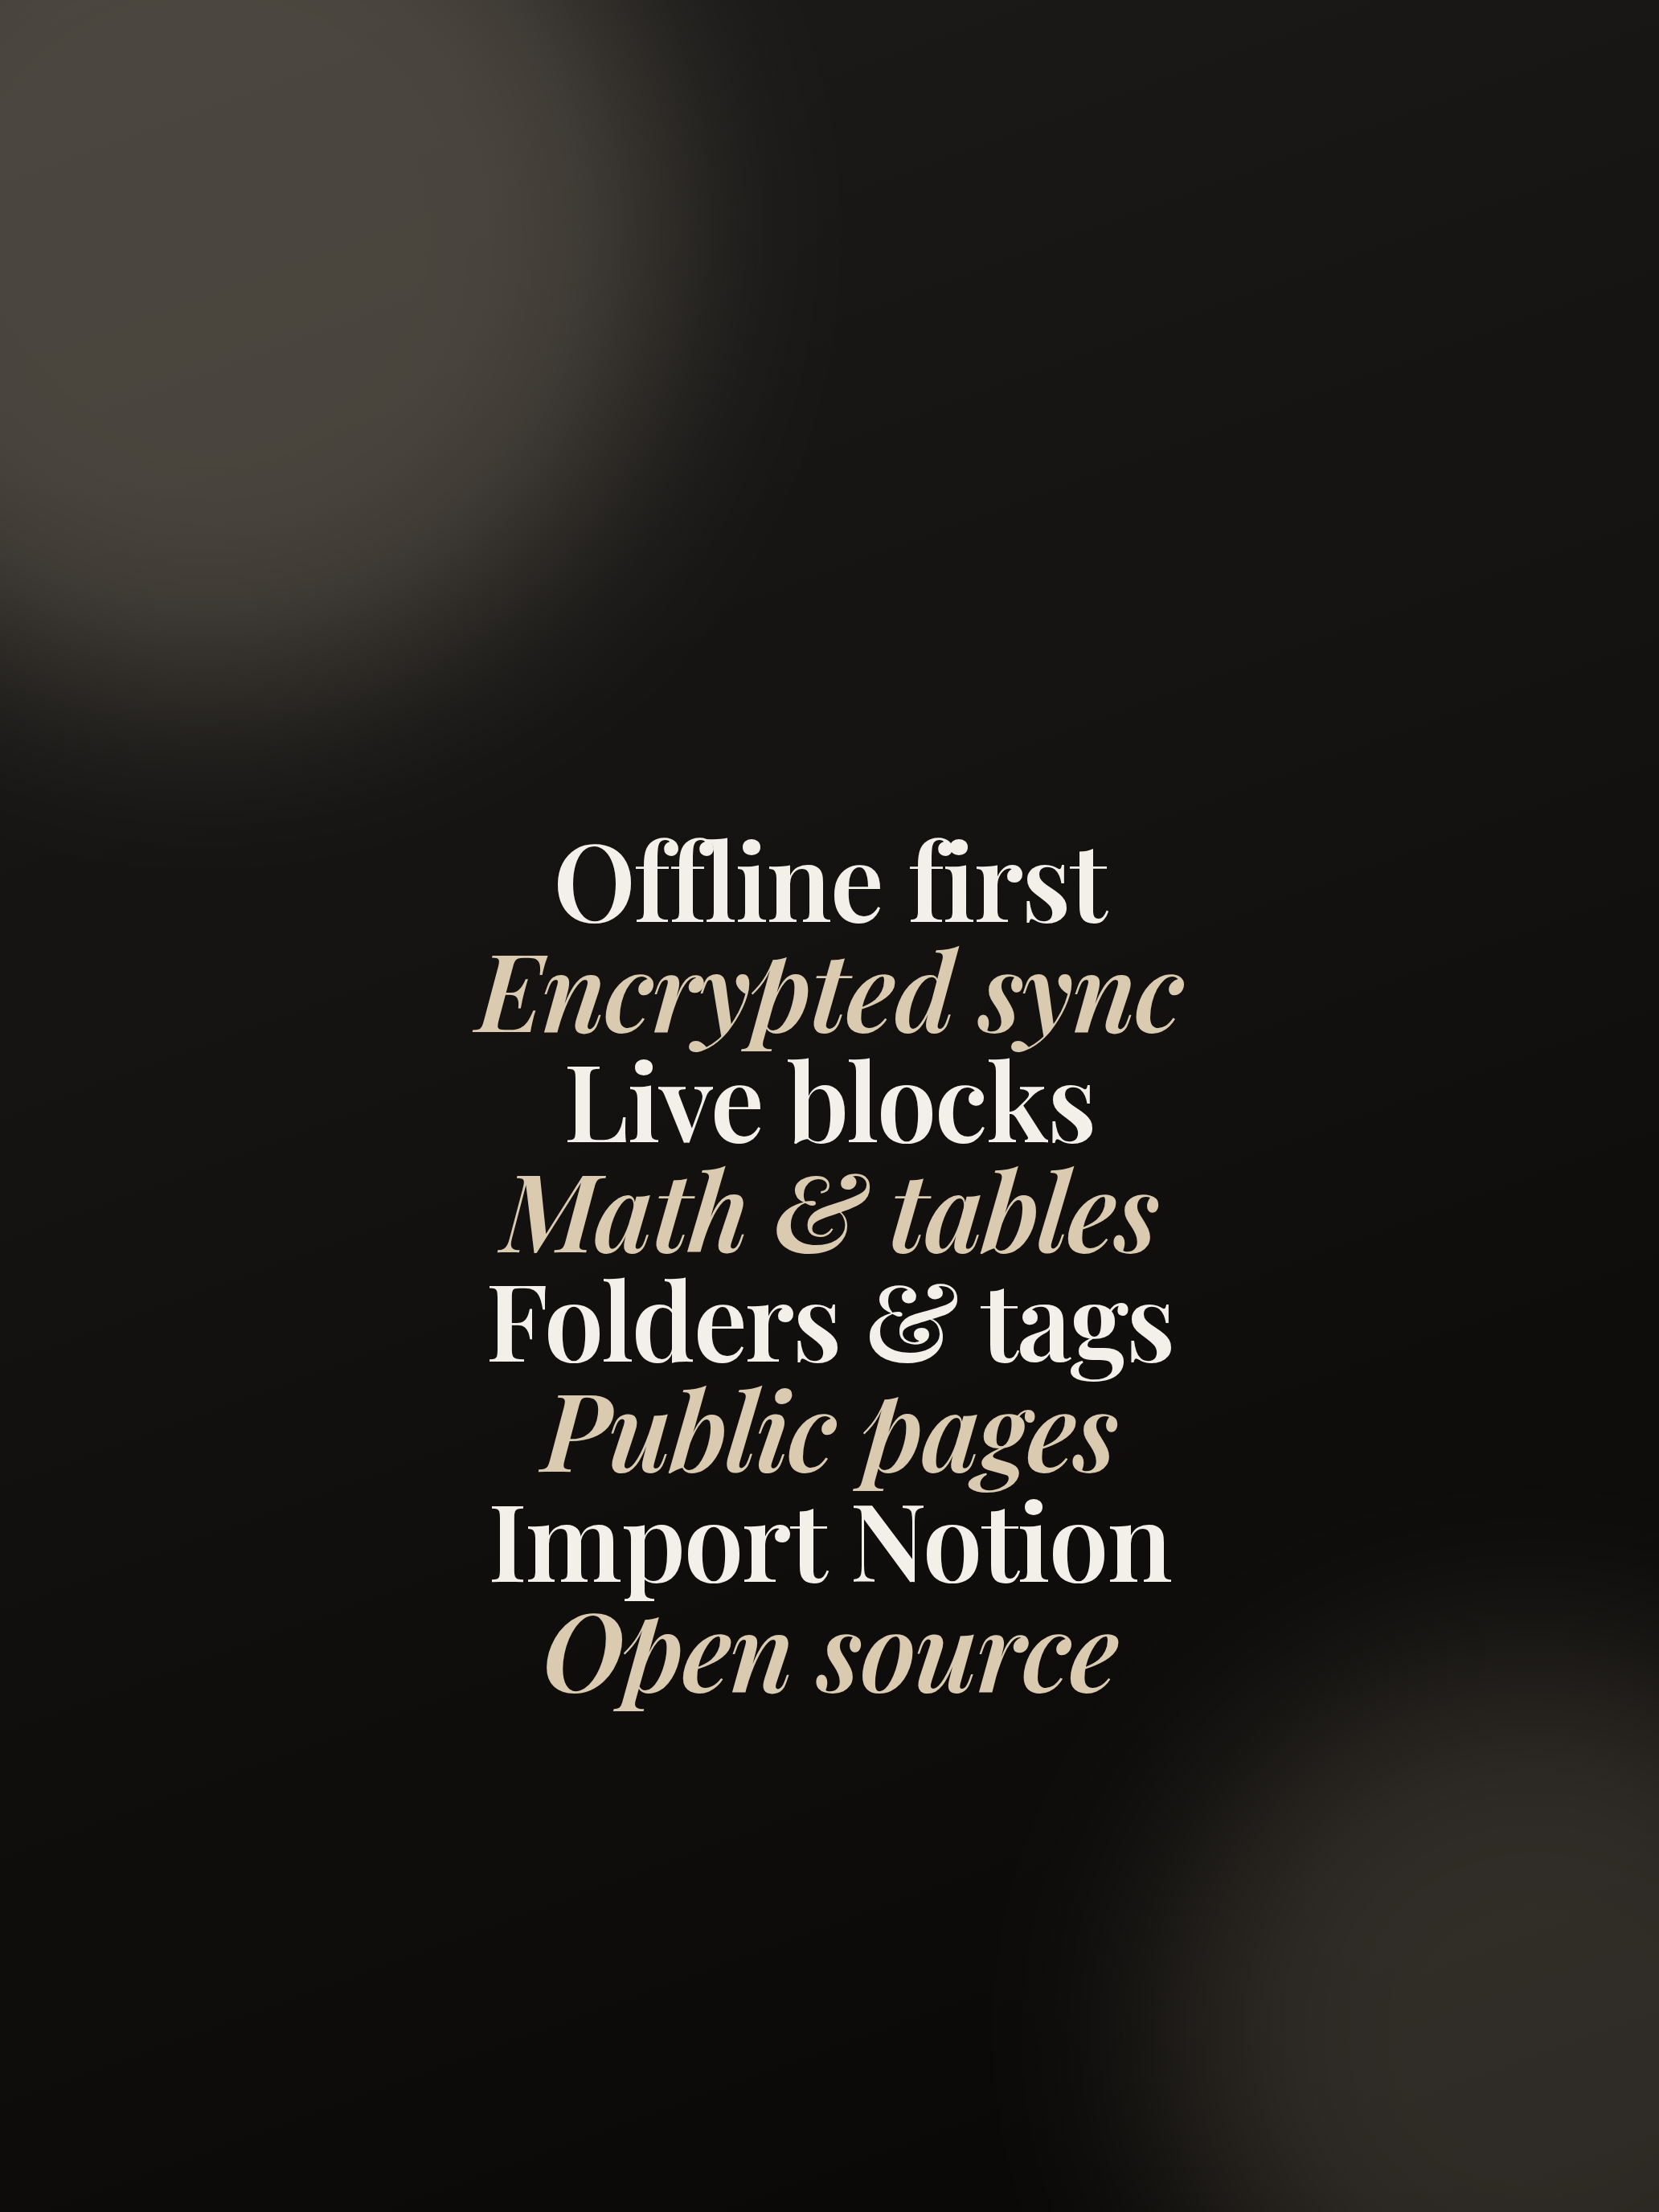 Offline first
Encrypted sync
Live blocks
Math & tables
Folders & tags
Public pages
Import Notion
Open source